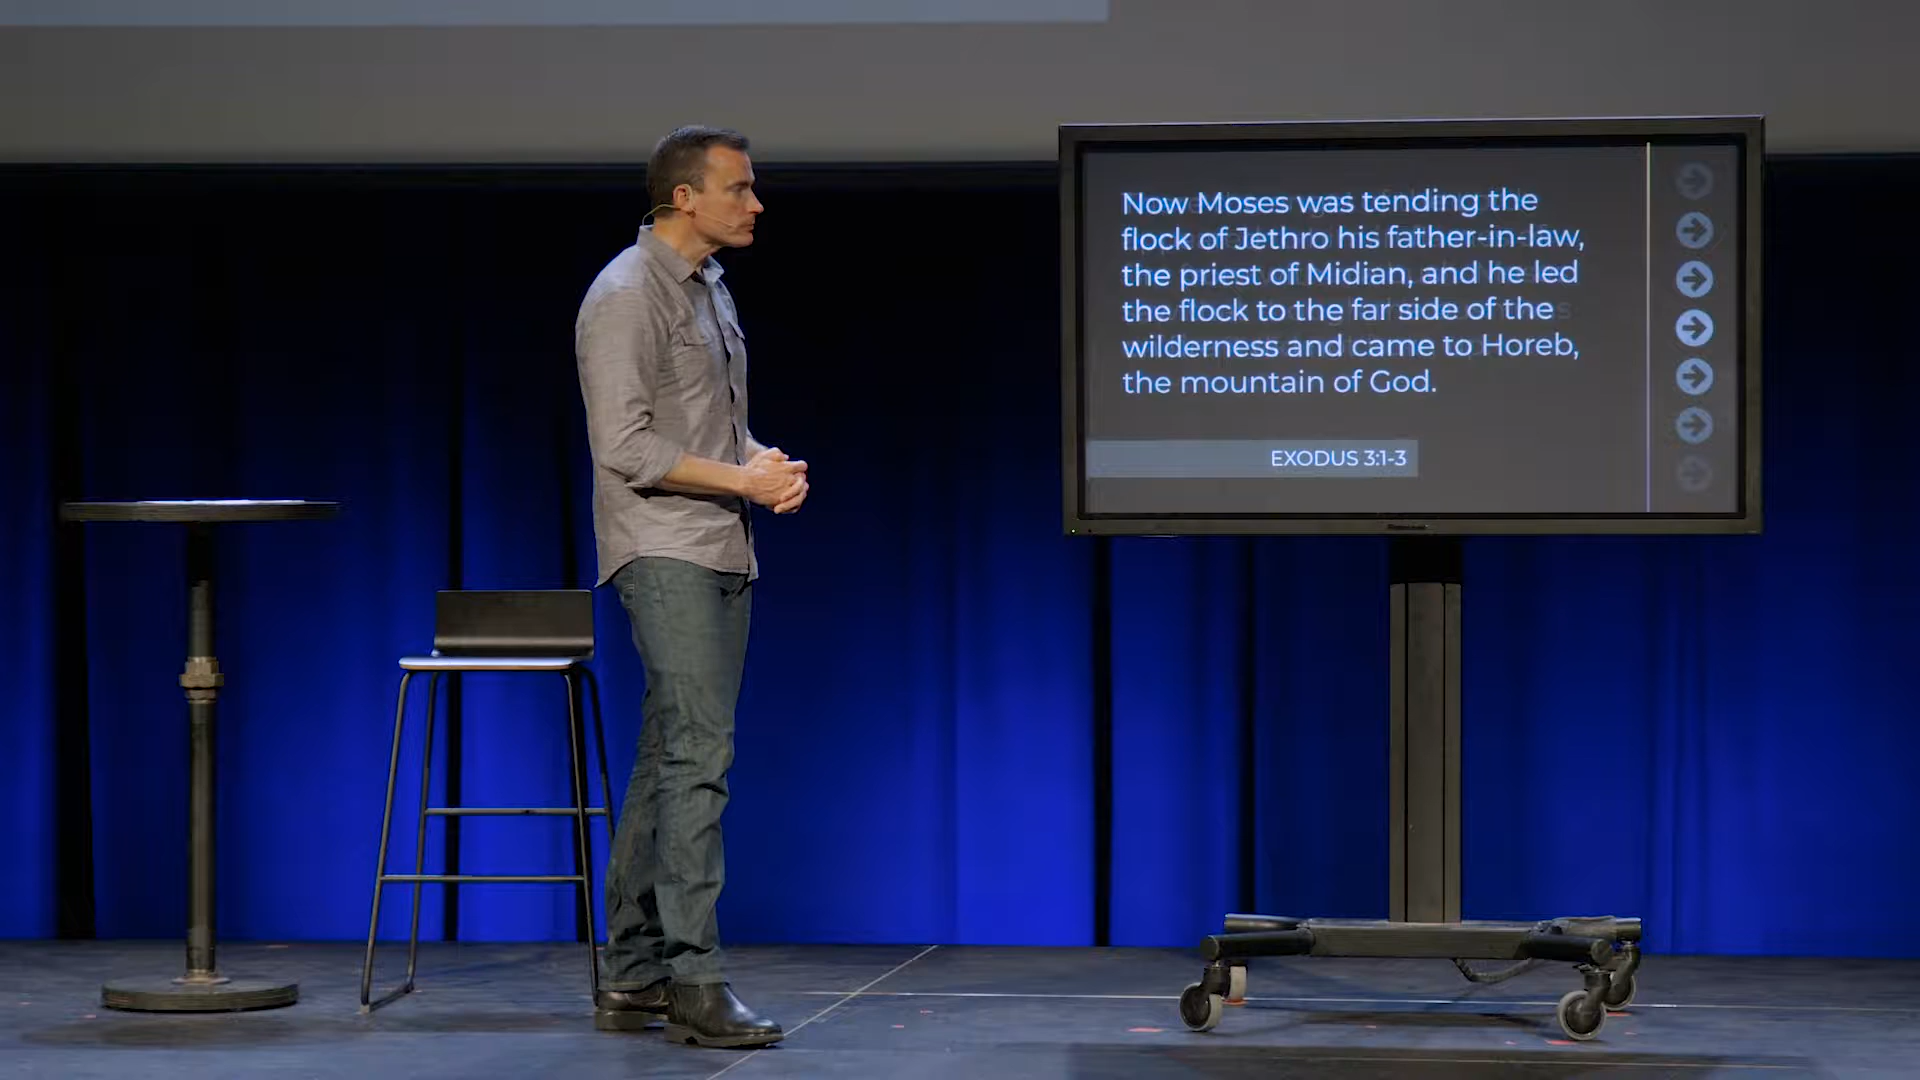 Now Moses was tending the
flock of Jethro his father-in-law,
the priest of Midian, and he led
the flock to the far side of the
wilderness and came to Horeb,
the mountain of God.
EXODUS 3:1-3